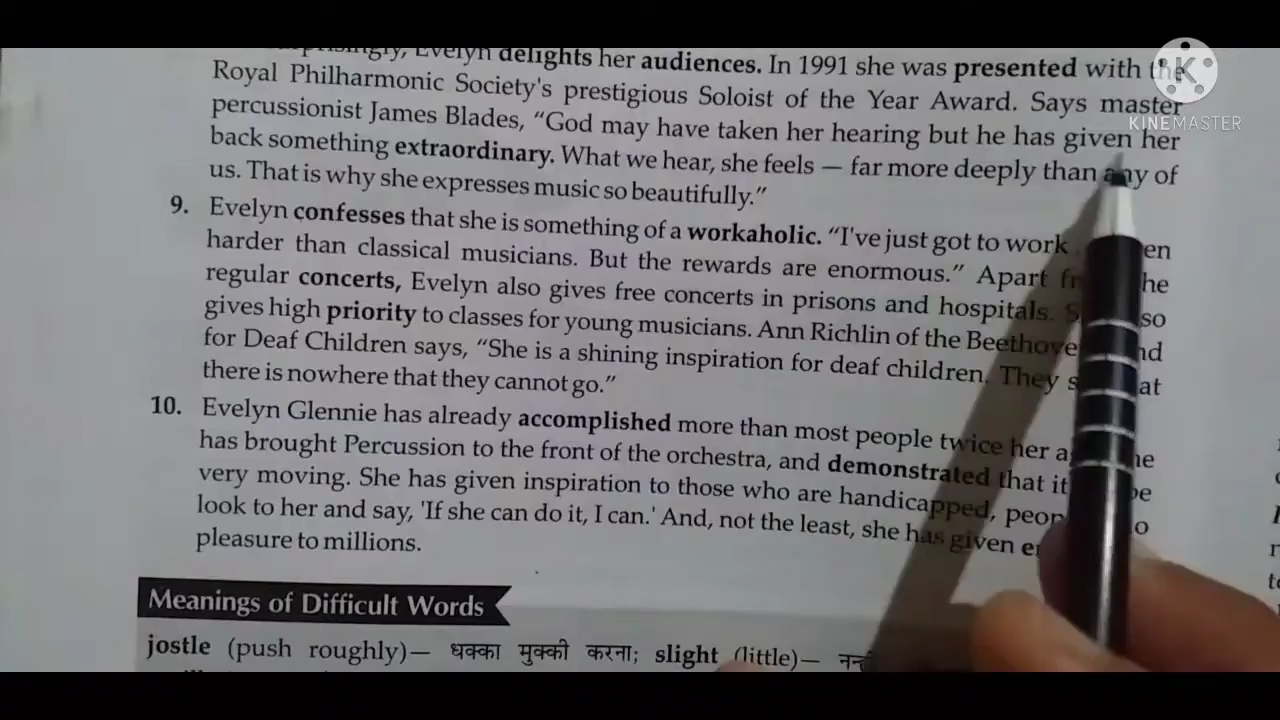 Evelyn delights her audiences. In 1991 she was presented with the
Royal Philharmonic Society's prestigious Soloist of the Year Award. Says master
percussionist James Blades, “God may have taken her hearing but he has given her
back something extraordinary. What we hear, she feels — far more deeply than any of
us. That is why she expresses music so beautifully.”
9. Evelyn confesses that she is something of a workaholic. “I've just got to work
harder than classical musicians. But the rewards are enormous.” Apart
regular concerts, Evelyn also gives free concerts in prisons and hospitals.
gives high priority to classes for young musicians. Ann Richlin of the
for Deaf Children says, “She is a shining inspiration for deaf children. They
there is nowhere that they cannot go.”
10. Evelyn Glennie has already accomplished more than most people twice her
has brought Percussion to the front of the orchestra, and demonstrated that it
very moving. She has given inspiration to those who are handicapped,
look to her and say, 'If she can do it, I can.' And, not the least, she has given
pleasure to millions.
Meanings of Difficult Words
jostle (push roughly)— धक्का मुक्की करना; slight (little)—
K
KINEMASTER